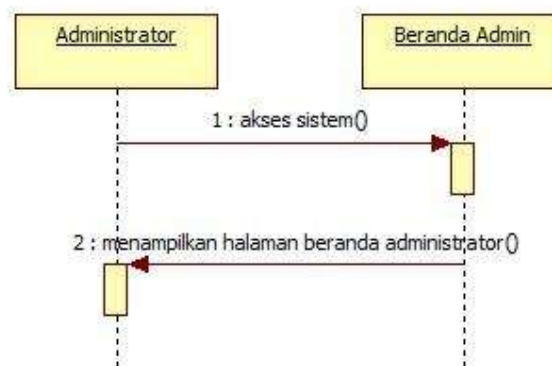 Administrator
Beranda Admin
1 : akses sistem()
2 : menampilkan halaman beranda administrator()